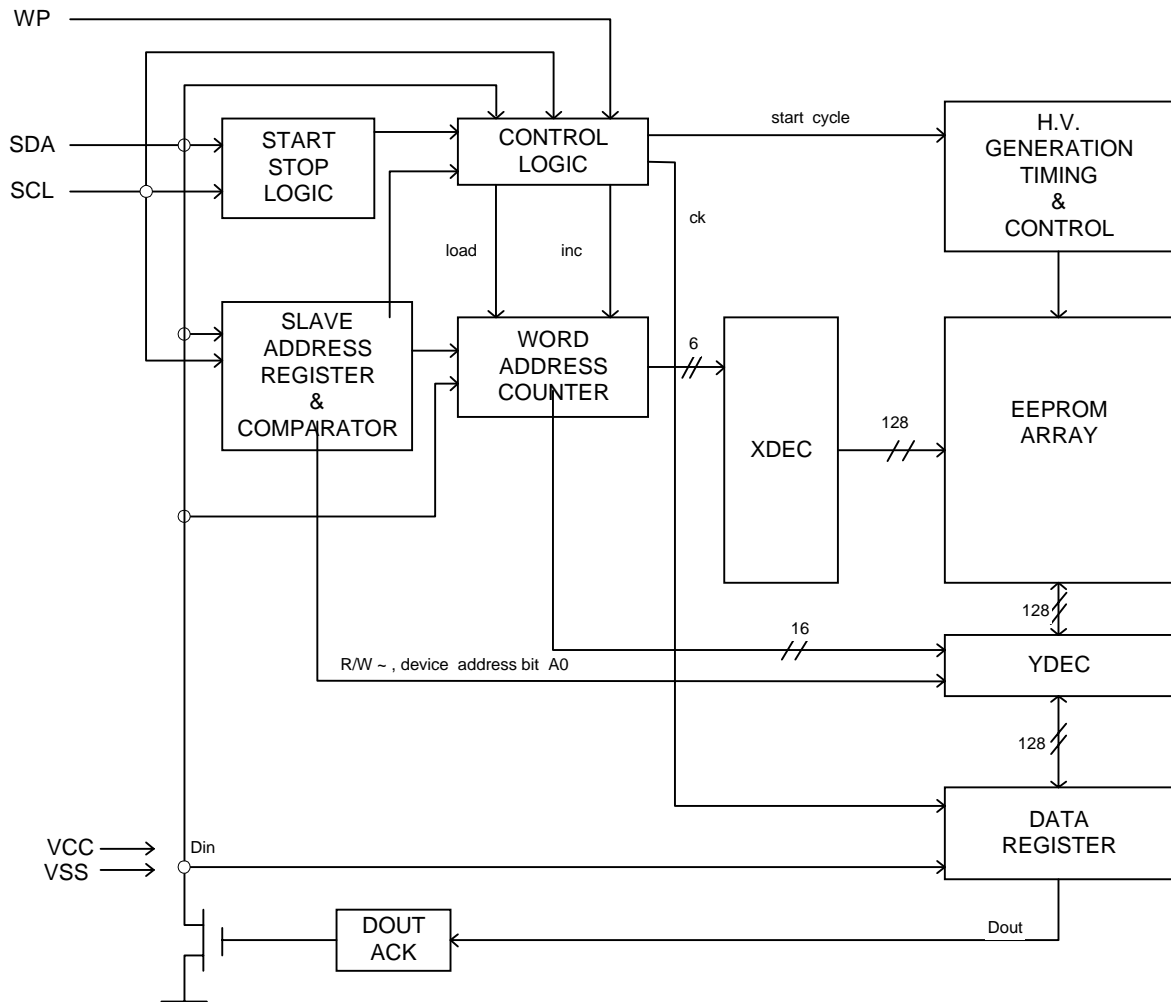 WP
SDA
SCL
START
STOP
LOGIC
CONTROL
LOGIC
start cycle
H.V.
GENERATION
TIMING
&
CONTROL
load
inc
ck
SLAVE
ADDRESS
REGISTER
&
COMPARATOR
WORD
ADDRESS
COUNTER
6
XDEC
128
EEPROM
ARRAY
128
16
R/W ~ , device address bit A0
YDEC
128
VCC
VSS
Din
DATA
REGISTER
DOUT
ACK
Dout